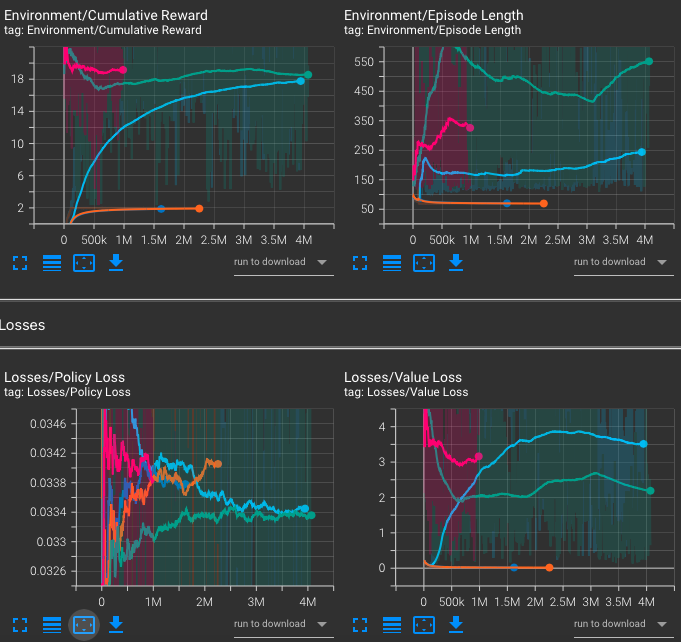 Environment/Cumulative Reward
tag: Environment/Cumulative Reward
18
14
10
6
2
0 500k 1M 1.5M 2M 2.5M 3M 3.5M 4M
run to download
Environment/Episode Length
tag: Environment/Episode Length
550
450
350
250
150
50
0 500k 1M 1.5M 2M 2.5M 3M 3.5M 4M
run to download
Losses
Losses/Policy Loss
tag: Losses/Policy Loss
0.0346
0.0342
0.0338
0.0334
0.033
0.0326
0 1M 2M 3M 4M
run to download
Losses/Value Loss
tag: Losses/Value Loss
4
3
2
1
0
0 500k 1M 1.5M 2M 2.5M 3M 3.5M 4M
run to download